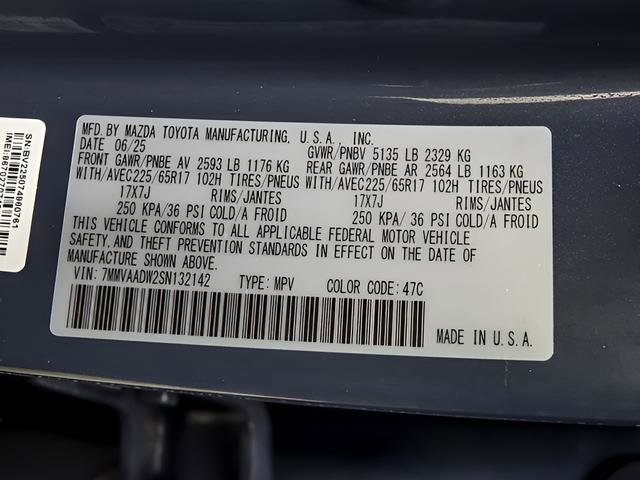 MFD. BY MAZDA TOYOTA MANUFACTURING, U.S.A., INC.
DATE 06/25 GVWR/PNBV 5135 LB 2329 KG
FRONT GAWR/PNBE AV 2593 LB 1176 KG REAR GAWR/PNBE AR 2564 LB 1163 KG
WITH/AVEC225/65R17 102H TIRES/PNEUS WITH/AVEC225/65R17 102H TIRES/PNEUS
17X7J RIMS/JANTES 17X7J RIMS/JANTES
250 KPA/36 PSI COLD/A FROID 250 KPA/36 PSI COLD/A FROID
THIS VEHICLE CONFORMS TO ALL APPLICABLE FEDERAL MOTOR VEHICLE
SAFETY, AND THEFT PREVENTION STANDARDS IN EFFECT ON THE DATE OF
MANUFACTURE SHOWN ABOVE.
VIN: 7MMVAADW2SN132142 TYPE: MPV COLOR CODE: 47C
MADE IN U.S.A.
SN:BV225074980761